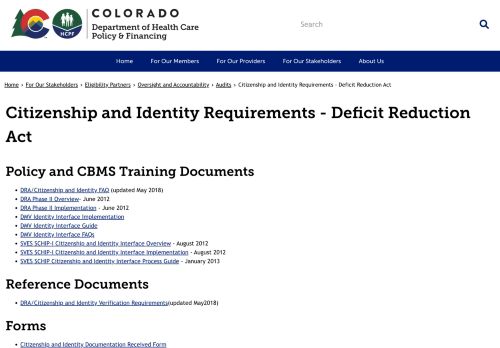 COLORADO
Department of Health Care
Policy & Financing
HCPF
Search
Home For Our Members For Our Providers For Our Stakeholders About Us
Home › For Our Stakeholders › Eligibility Partners › Oversight and Accountability › Audits › Citizenship and Identity Requirements - Deficit Reduction Act
Citizenship and Identity Requirements - Deficit Reduction
Act
Policy and CBMS Training Documents
DRA/Citizenship and Identity FAQ (updated May 2018)
DRA Phase II Overview- June 2012
DRA Phase II Implementation - June 2012
DMV Identity Interface Implementation
DMV Identity Interface Guide
DMV Identity Interface FAQs
SVES SCHIP-I Citizenship and Identity Interface Overview - August 2012
SVES SCHIP-I Citizenship and Identity Interface Implementation - August 2012
SVES SCHIP Citizenship and Identity Interface Process Guide - January 2013
Reference Documents
DRA/Citizenship and Identity Verification Requirements(updated May2018)
Forms
Citizenship and Identity Documentation Received Form